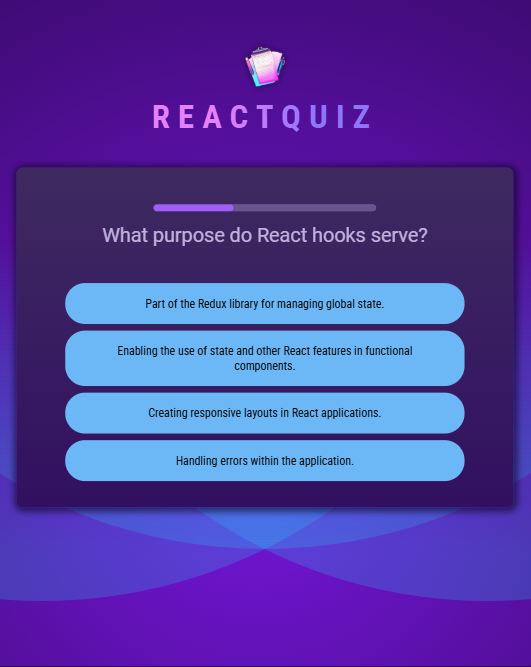 REACTQUIZ
What purpose do React hooks serve?
Part of the Redux library for managing global state.
Enabling the use of state and other React features in functional
components.
Creating responsive layouts in React applications.
Handling errors within the application.